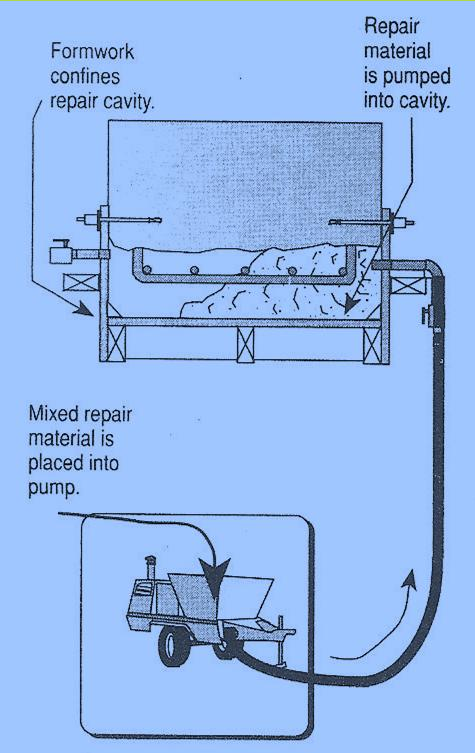 Formwork
confines
repair cavity.
Repair
material
is pumped
into cavity.
Mixed repair
material is
placed into
pump.